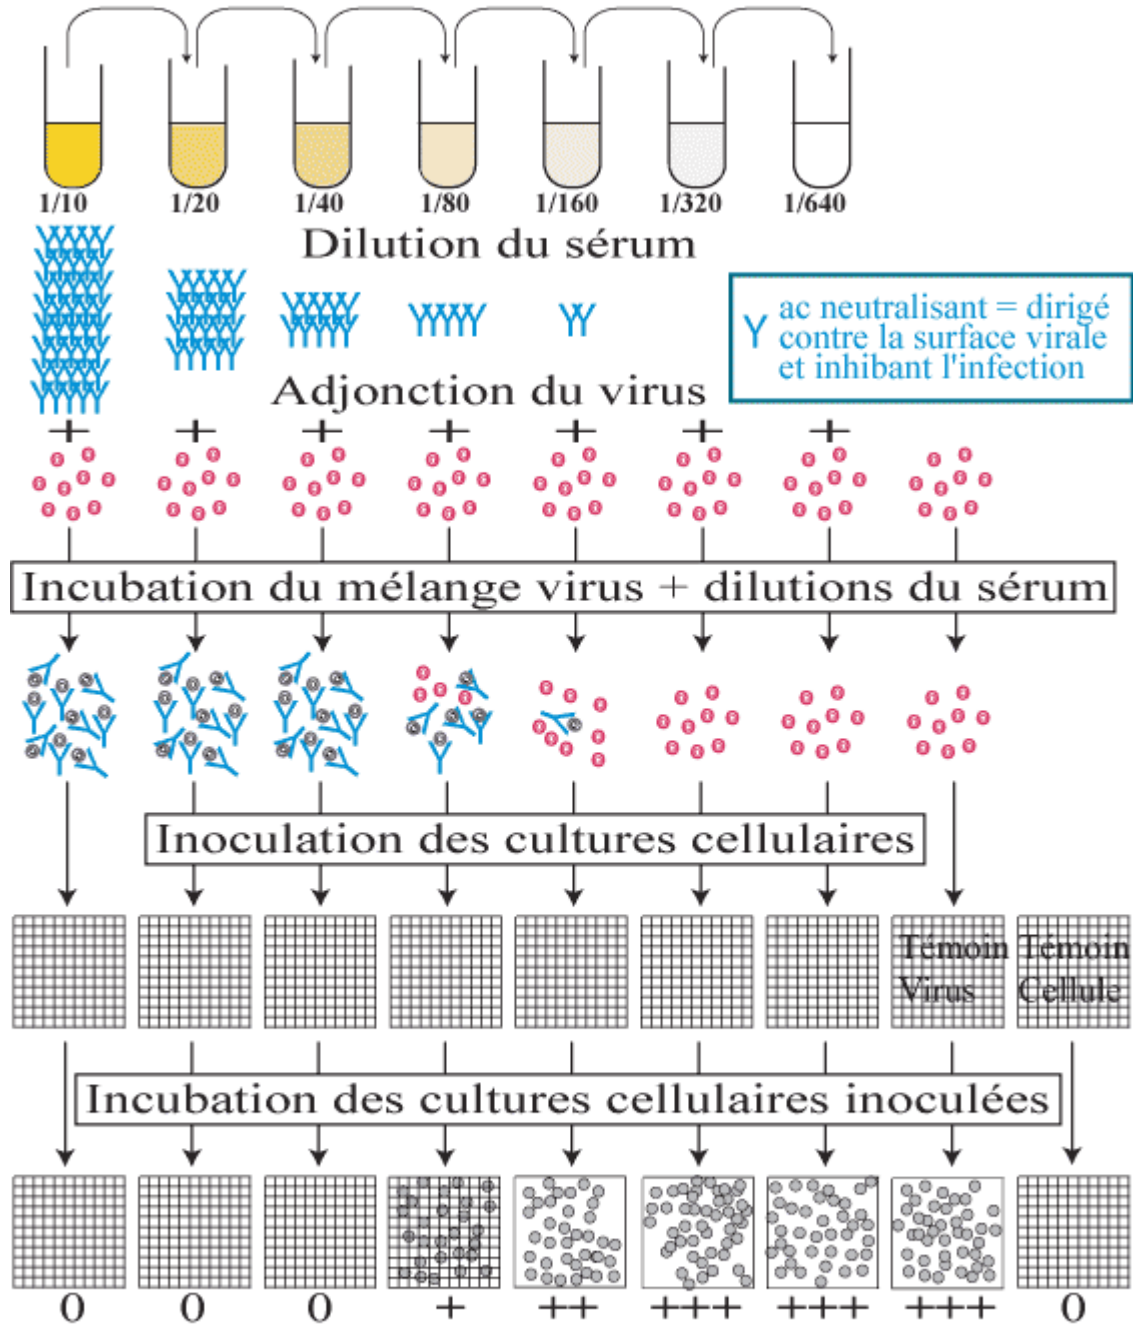 1/10 1/20 1/40 1/80 1/160 1/320 1/640
Dilution du sérum
ac neutralisant = dirigé
contre la surface virale
et inhibant l'infection
Adjonction du virus
+ + + + + + +
Incubation du mélange virus + dilutions du sérum
Inoculation des cultures cellulaires
Témoin Témoin
Virus Cellule
Incubation des cultures cellulaires inoculées
0 0 0 + ++ +++ +++ +++ 0